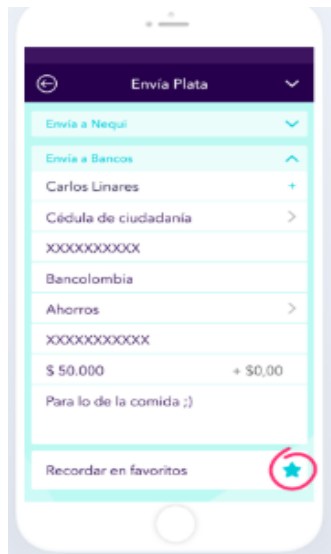 Envía Plata
Envía a Nequi
Envía a Bancos
Carlos Linares +
Cédula de ciudadanía >
XXXXXXXXXX
Bancolombia
Ahorros >
XXXXXXXXXXX
$ 50.000 + $0,00
Para lo de la comida ;)
Recordar en favoritos